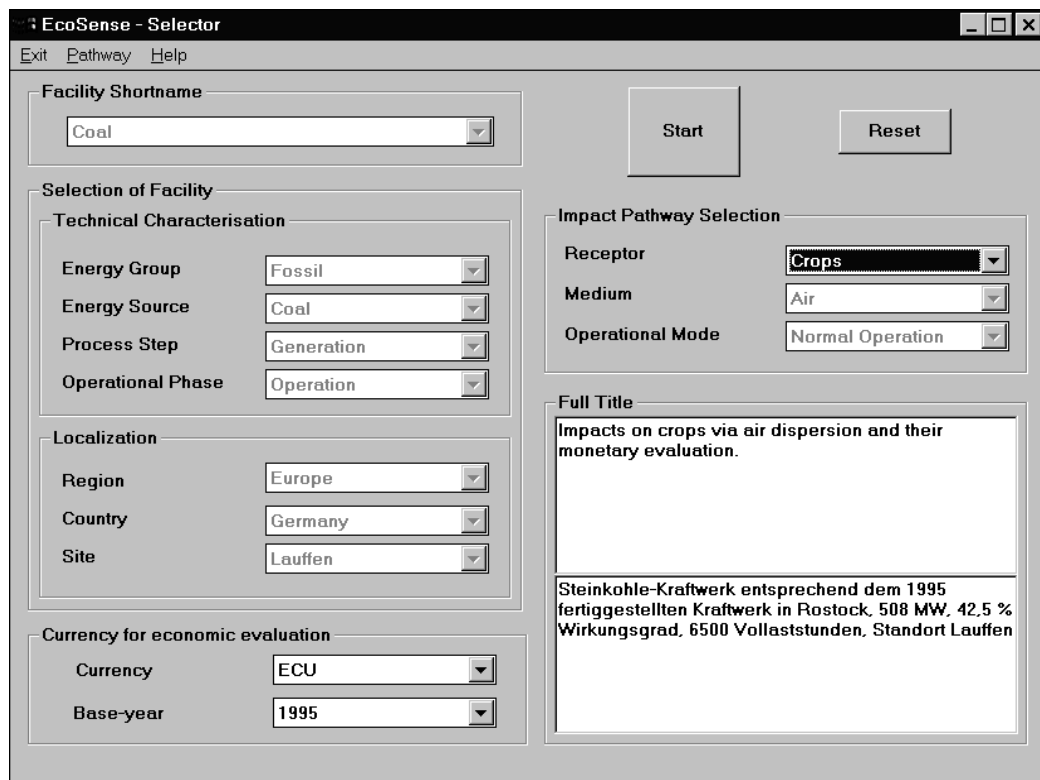 EcoSense - Selector
Exit Pathway Help
Facility Shortname
Coal
Start
Reset
Selection of Facility
Technical Characterisation
Energy Group Fossil
Energy Source Coal
Process Step Generation
Operational Phase Operation
Localization
Region Europe
Country Germany
Site Lauffen
Currency for economic evaluation
Currency ECU
Base-year 1995
Impact Pathway Selection
Receptor Crops
Medium Air
Operational Mode Normal Operation
Full Title
Impacts on crops via air dispersion and their
monetary evaluation.
Steinkohle-Kraftwerk entsprechend dem 1995
fertiggestellten Kraftwerk in Rostock, 508 MW, 42,5 %
Wirkungsgrad, 6500 Vollaststunden, Standort Lauffen